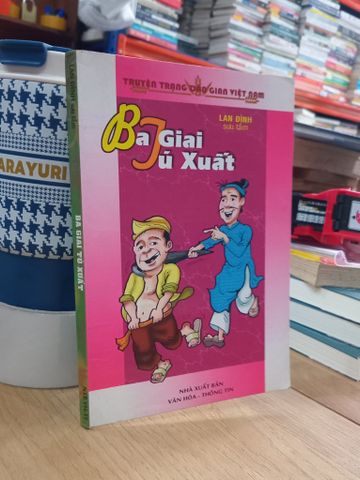 TRUYỆN TRẠNG DÂN GIAN VIỆT NAM
LAN ĐÌNH
sưu tầm
Ba Giai
Tú Xuất
NHÀ XUẤT BẢN
VĂN HÓA - THÔNG TIN
BA GIAI TÚ XUẤT
ARAYURI